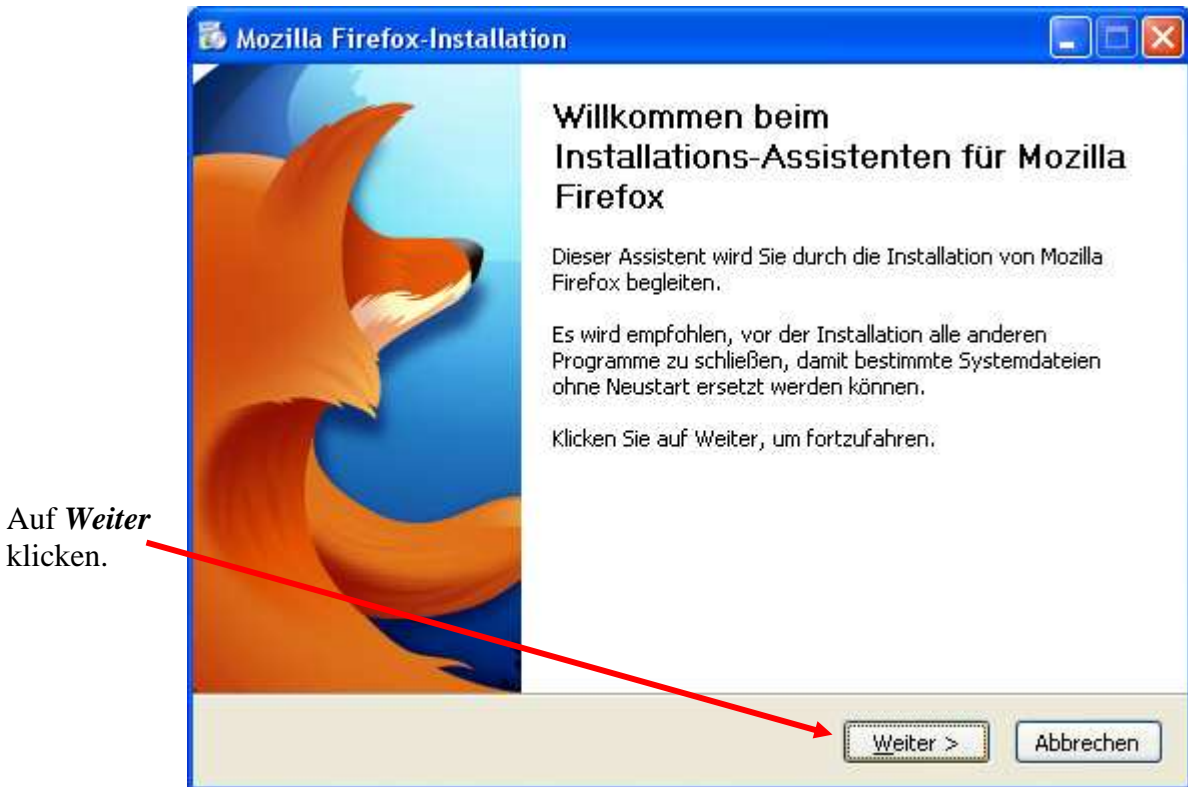 Mozilla Firefox-Installation
Willkommen beim
Installations-Assistenten für Mozilla
Firefox
Dieser Assistent wird Sie durch die Installation von Mozilla
Firefox begleiten.
Es wird empfohlen, vor der Installation alle anderen
Programme zu schließen, damit bestimmte Systemdateien
ohne Neustart ersetzt werden können.
Klicken Sie auf Weiter, um fortzufahren.
Auf Weiter
klicken.
Weiter >
Abbrechen